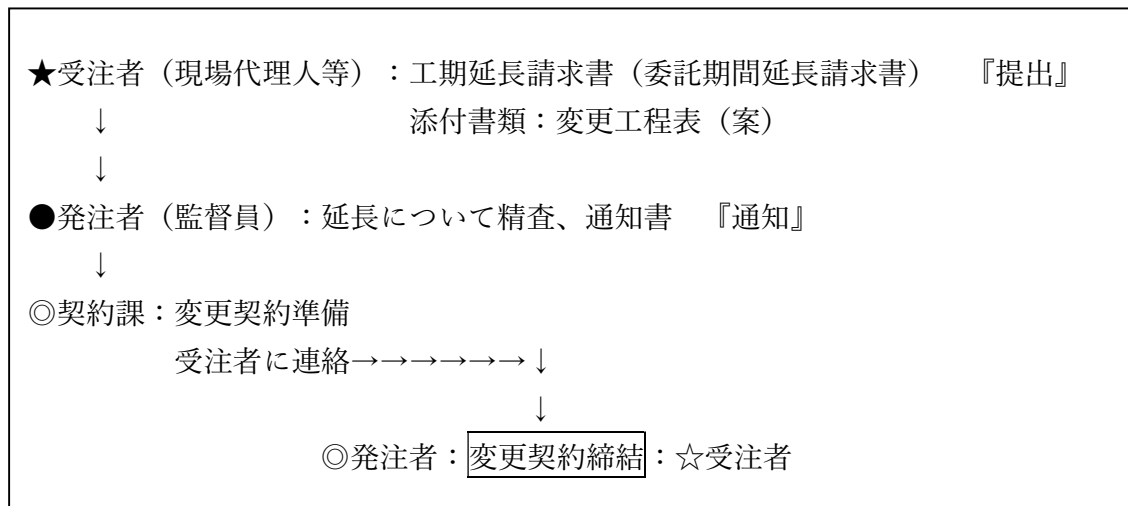 ★受注者（現場代理人等）：工期延長請求書（委託期間延長請求書）　『提出』
↓　添付書類：変更工程表（案）
↓
●発注者（監督員）：延長について精査、通知書　『通知』
↓
◎契約課：変更契約準備
受注者に連絡→→→→→→↓
↓
◎発注者：変更契約締結：☆受注者